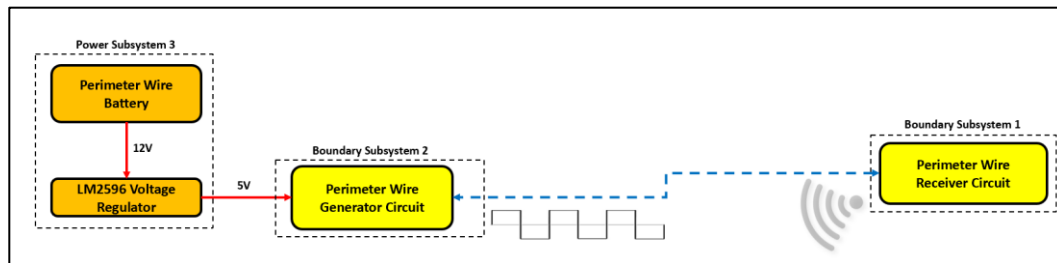 Power Subsystem 3
Perimeter Wire
Battery
12V
LM2596 Voltage
Regulator
5V
Boundary Subsystem 2
Perimeter Wire
Generator Circuit
Boundary Subsystem 1
Perimeter Wire
Receiver Circuit